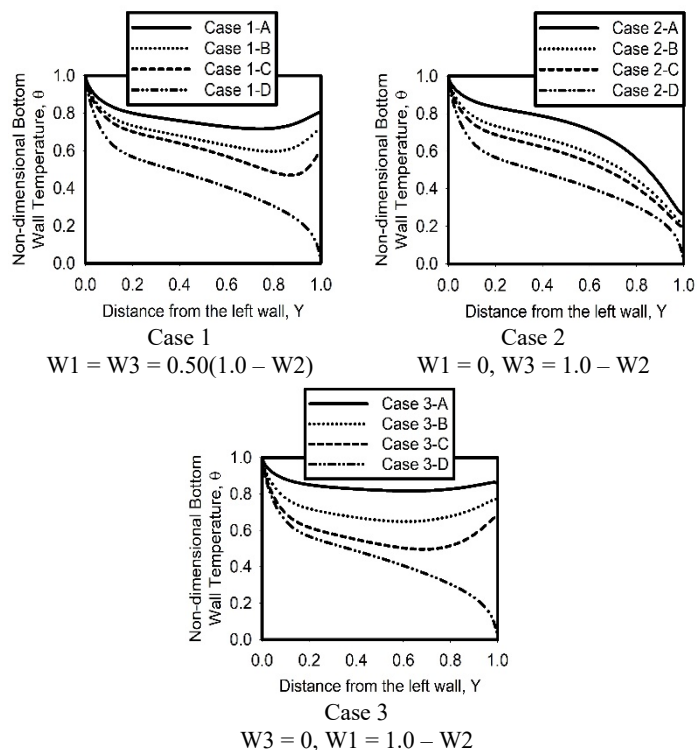 Case 1-A
Case 1-B
Case 1-C
Case 1-D
Non-dimensional Bottom
Wall Temperature, θ
1.0
0.8
0.6
0.4
0.2
0.0
0.0 0.2 0.4 0.6 0.8 1.0
Distance from the left wall, Y
Case 1
W1 = W3 = 0.50(1.0 – W2)
Case 2-A
Case 2-B
Case 2-C
Case 2-D
Non-dimensional Bottom
Wall Temperature, θ
1.0
0.8
0.6
0.4
0.2
0.0
0.0 0.2 0.4 0.6 0.8 1.0
Distance from the left wall, Y
Case 2
W1 = 0, W3 = 1.0 – W2
Case 3-A
Case 3-B
Case 3-C
Case 3-D
Non-dimensional Bottom
Wall Temperature, θ
1.0
0.8
0.6
0.4
0.2
0.0
0.0 0.2 0.4 0.6 0.8 1.0
Distance from the left wall, Y
Case 3
W3 = 0, W1 = 1.0 – W2